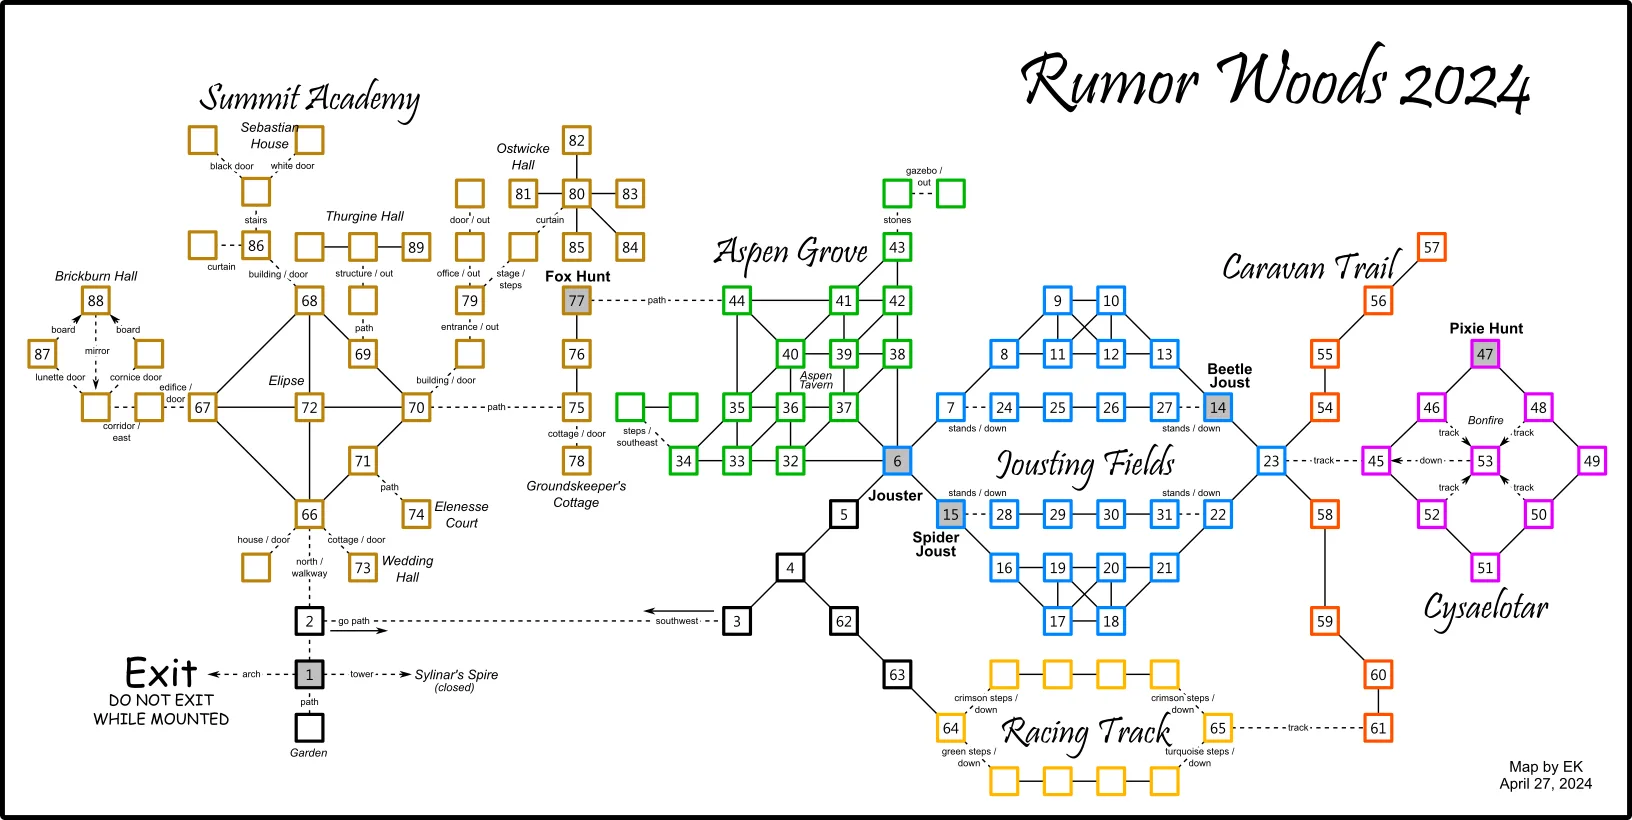 Rumor Woods 2024
Summit Academy
Sebastian
House
black door
white door
stairs
86
curtain
building / door
Thurgine Hall
89
structure / out
path
69
Brickburn Hall
88
board
board
mirror
87
lunette door
cornice door
corridor /
east
edifice /
door
67
68
Elipse
72
70
71
path
74
Elenesse
Court
66
house / door
cottage / door
north /
walkway
73
Wedding
Hall
door / out
office / out
79
entrance / out
building / door
Ostwicke
Hall
82
81
80
83
curtain
85
84
stage /
steps
Fox Hunt
77
path
76
path
75
cottage / door
78
Groundskeeper's
Cottage
2
go path
southwest
3
Exit
DO NOT EXIT
WHILE MOUNTED
arch
1
tower
Sylinar's Spire
(closed)
path
Garden
Aspen Grove
gazebo /
out
stones
43
44
41
42
40
39
38
Aspen
Tavern
35
36
37
steps /
southeast
34
33
32
6
Jouster
5
4
62
63
Jousting Fields
9
10
8
11
12
13
Beetle
Joust
7
24
25
26
27
14
stands / down
stands / down
23
stands / down
stands / down
15
28
29
30
31
22
Spider
Joust
16
19
20
21
17
18
Racing Track
crimson steps /
down
crimson steps /
down
64
65
green steps /
down
turquoise steps /
down
track
Caravan Trail
57
56
55
54
58
59
60
61
track
Pixie Hunt
47
46
48
Bonfire
track
track
45
down
53
49
track
track
52
50
51
Cysaelotar
Map by EK
April 27, 2024